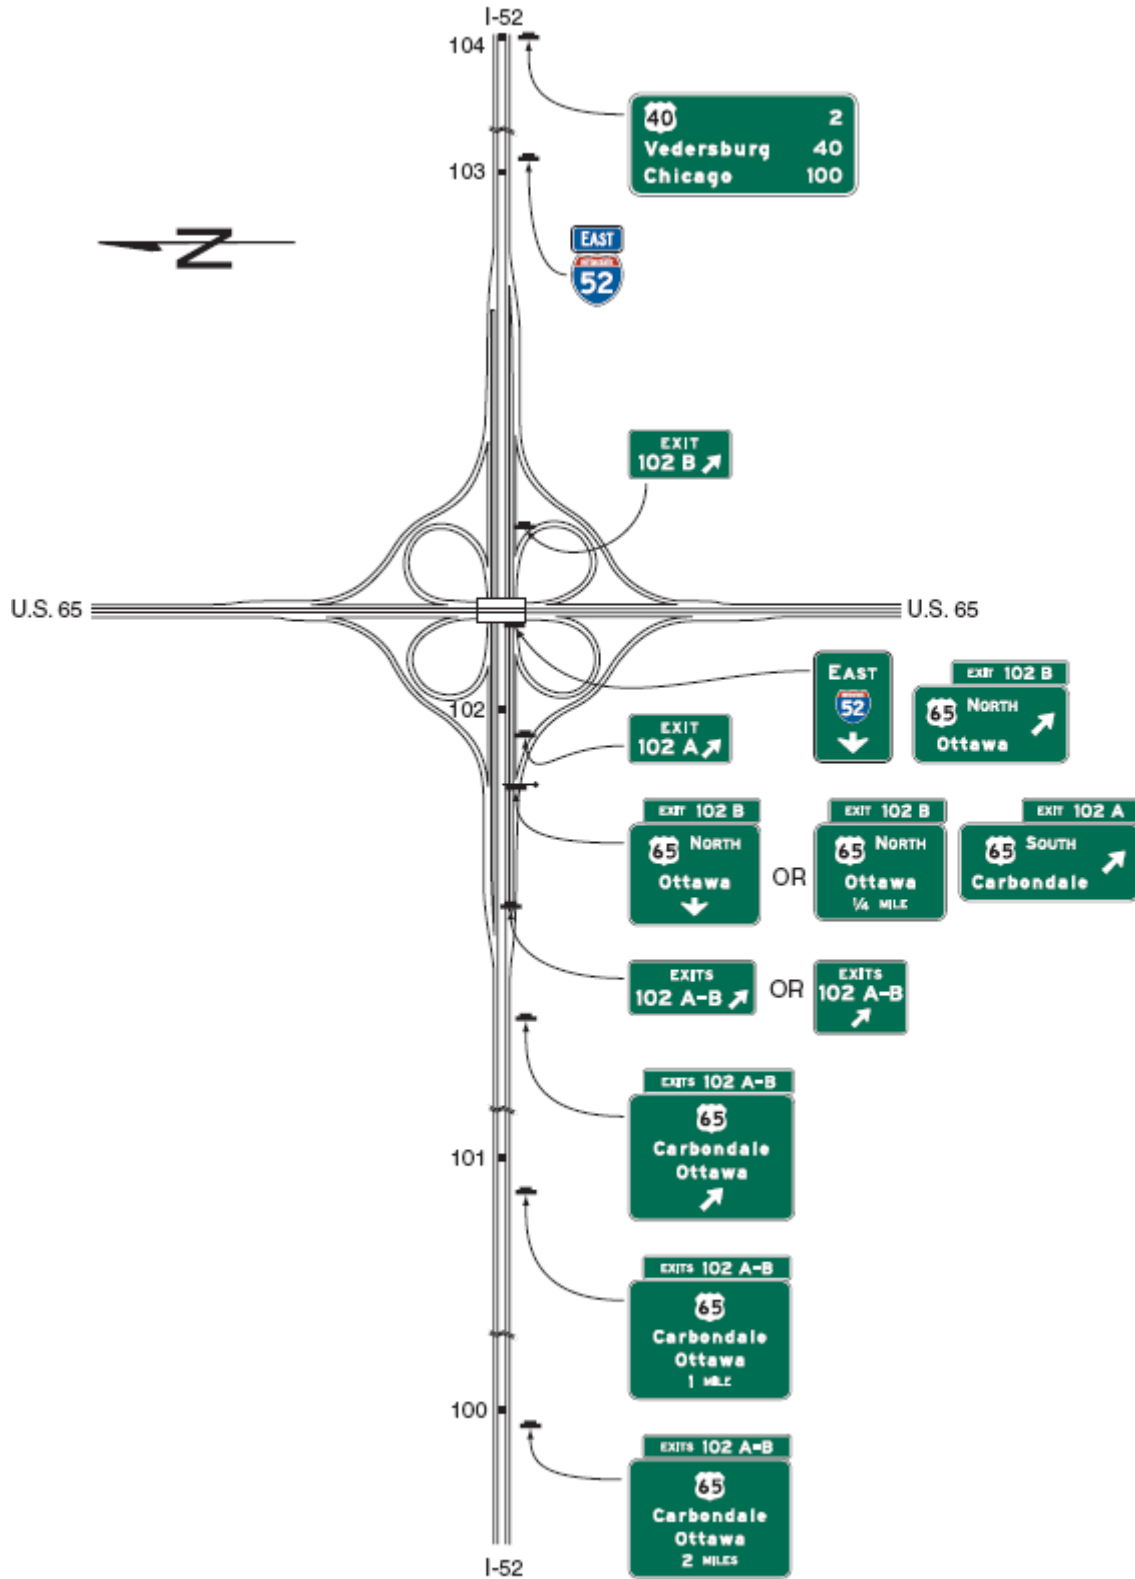 I-52
104
40 2
Vedersburg 40
Chicago 100
103
N
EAST
INTERSTATE
52
EXIT
102 B
U.S. 65
U.S. 65
EAST
INTERSTATE
52
EXIT 102 B
65 NORTH
Ottawa
102
EXIT
102 A
EXIT 102 B
65 NORTH
Ottawa
OR
EXIT 102 B
65 NORTH
Ottawa
1/4 MILE
EXIT 102 A
65 SOUTH
Carbondale
EXITS
102 A-B
OR
EXITS
102 A-B
EXITS 102 A-B
65
Carbondale
Ottawa
101
EXITS 102 A-B
65
Carbondale
Ottawa
1 MILE
100
EXITS 102 A-B
65
Carbondale
Ottawa
2 MILES
I-52